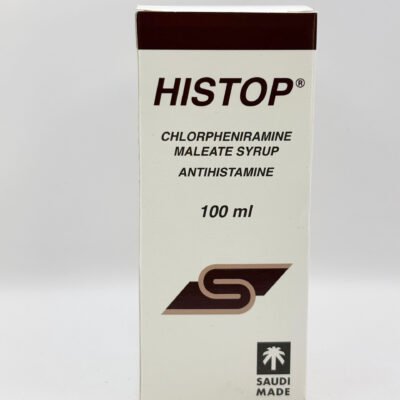 HISTOP®
CHLORPHENIRAMINE
MALEATE SYRUP
ANTIHISTAMINE
100 ml
SAUDI
MADE